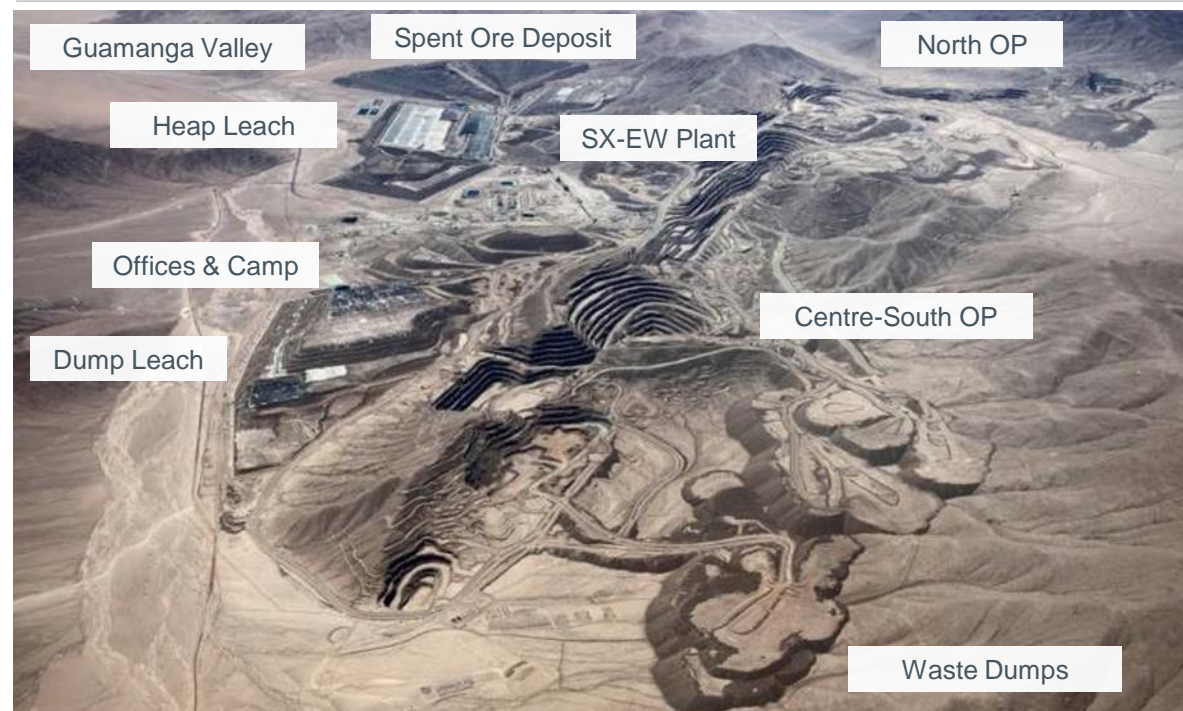 Guamanga Valley
Spent Ore Deposit
North OP
Heap Leach
SX-EW Plant
Offices & Camp
Centre-South OP
Dump Leach
Waste Dumps